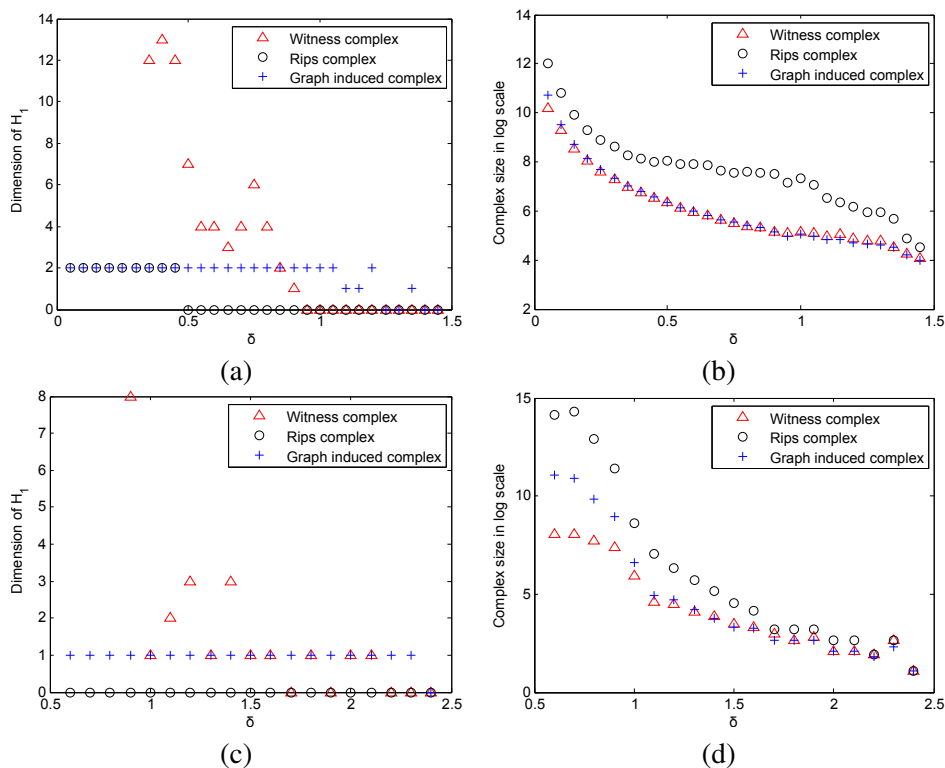 14
12
10
8
6
4
2
0
Dimension of H₁
0
0.5
1
1.5
δ
Witness complex
Rips complex
Graph induced complex
(a)
14
12
10
8
6
4
2
Complex size in log scale
0
0.5
1
1.5
δ
Witness complex
Rips complex
Graph induced complex
(b)
8
7
6
5
4
3
2
1
0
Dimension of H₁
0.5
1
1.5
2
2.5
δ
Witness complex
Rips complex
Graph induced complex
(c)
15
10
5
0
Complex size in log scale
0.5
1
1.5
2
2.5
δ
Witness complex
Rips complex
Graph induced complex
(d)